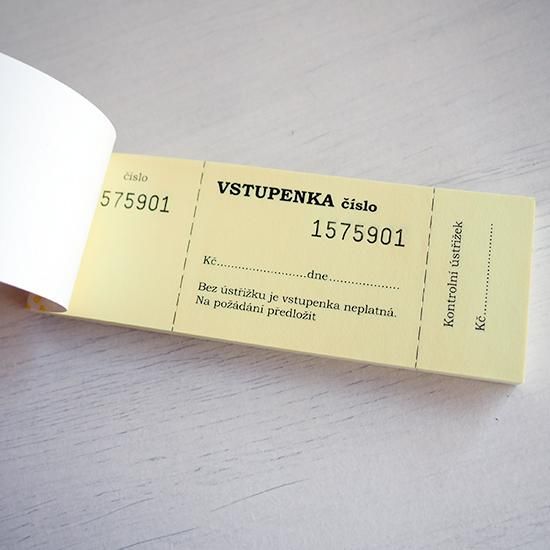 číslo
575901
VSTUPENKA číslo
1575901
Kč......................dne..................
Bez ústřižku je vstupenka neplatná.
Na požádání předložit
Kontrolní ústřižek
Kč..........................